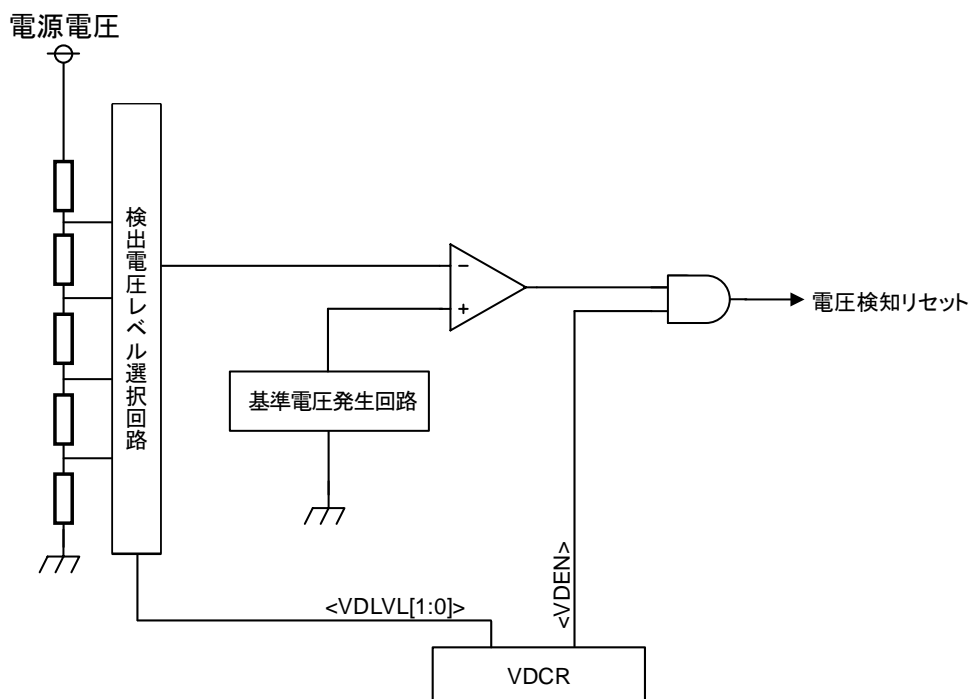 電源電圧
検出電圧レベル選択回路
−
+
電圧検知リセット
基準電圧発生回路
<VDLVL[1:0]>
<VDEN>
VDCR